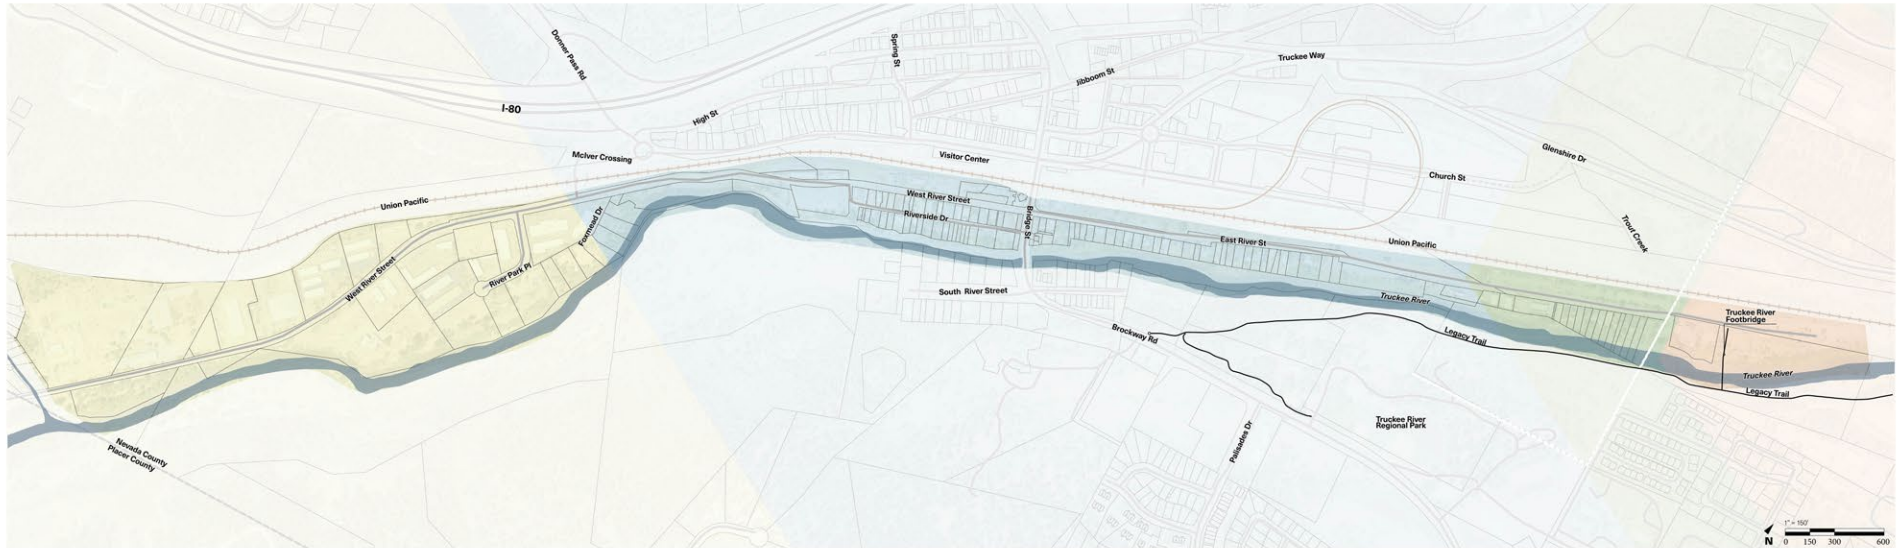 Donner Pass Rd
Spring St
Jibboom St
Truckee Way
I-80
High St
McIver Crossing
Visitor Center
Glenshire Dr
Church St
Union Pacific
West River Street
Riverside Dr
Bridge St
Foxmead Dr
East River St
Union Pacific
Trout Creek
West River Street
River Park Pl
South River Street
Truckee River
Brockway Rd
Legacy Trail
Truckee River
Footbridge
Truckee River
Legacy Trail
Truckee River
Regional Park
Palisades Dr
Nevada County
Placer County
1" = 150'
N
0 150 300 600